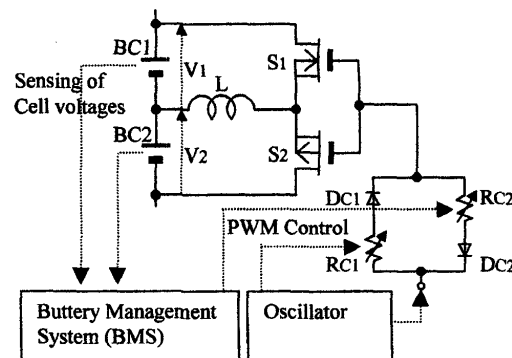 BC1
V1
S1
L
Sensing of
Cell voltages
BC2
V2
S2
DC1
RC2
PWM Control
RC1
DC2
Buttery Management
System (BMS)
Oscillator